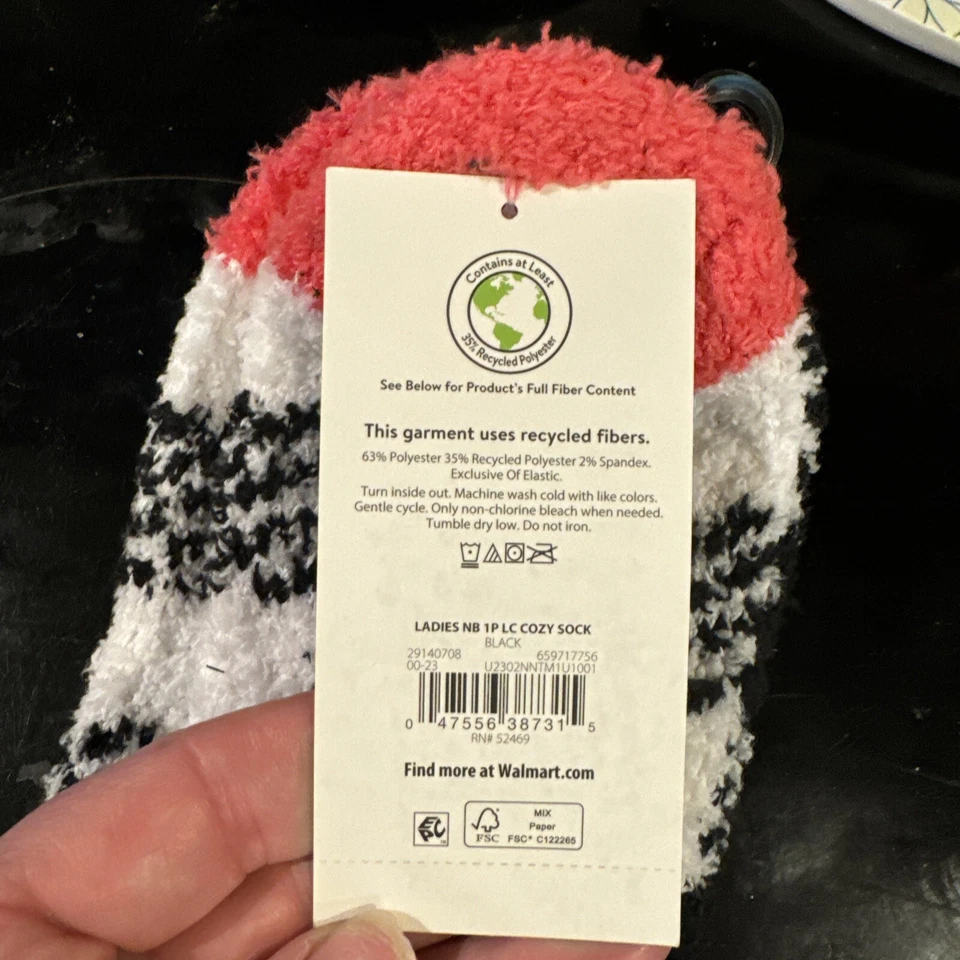 Contains at Least
35% Recycled Polyester
See Below for Product's Full Fiber Content
This garment uses recycled fibers.
63% Polyester 35% Recycled Polyester 2% Spandex.
Exclusive Of Elastic.
Turn inside out. Machine wash cold with like colors.
Gentle cycle. Only non-chlorine bleach when needed.
Tumble dry low. Do not iron.
LADIES NB 1P LC COZY SOCK
BLACK
29140708 659717756
00-23 U2302NNTM1U1001
0 47556 38731 5
RN# 52469
Find more at Walmart.com
EPC™
FSC
MIX
Paper
FSC® C122265